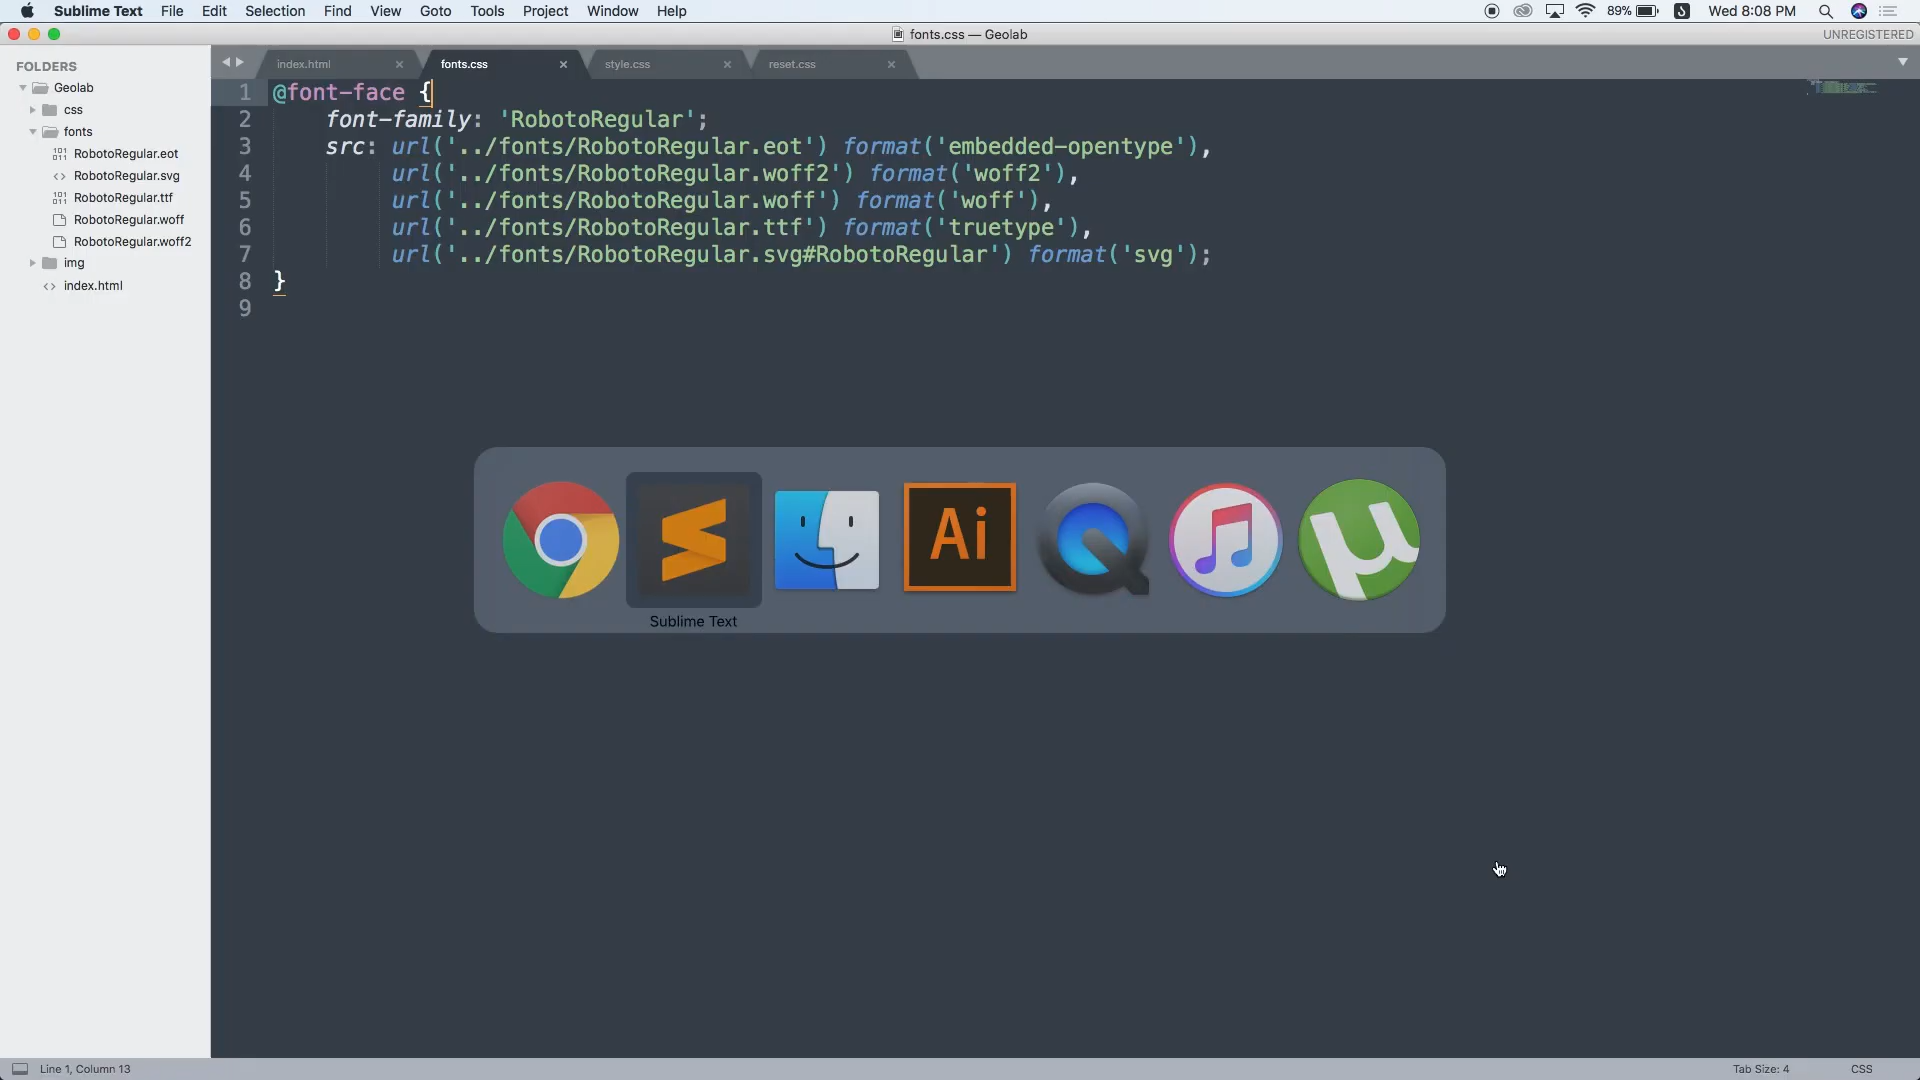 Sublime Text File Edit Selection Find View Goto Tools Project Window Help 89% Wed 8:08 PM
fonts.css — Geolab UNREGISTERED
FOLDERS
Geolab
css
fonts
RobotoRegular.eot
RobotoRegular.svg
RobotoRegular.ttf
RobotoRegular.woff
RobotoRegular.woff2
img
index.html
index.html fonts.css style.css reset.css
1 @font-face {
2 font-family: 'RobotoRegular';
3 src: url('../fonts/RobotoRegular.eot') format('embedded-opentype'),
4 url('../fonts/RobotoRegular.woff2') format('woff2'),
5 url('../fonts/RobotoRegular.woff') format('woff'),
6 url('../fonts/RobotoRegular.ttf') format('truetype'),
7 url('../fonts/RobotoRegular.svg#RobotoRegular') format('svg');
8 }
9
Ai
Sublime Text
Line 1, Column 13 Tab Size: 4 CSS